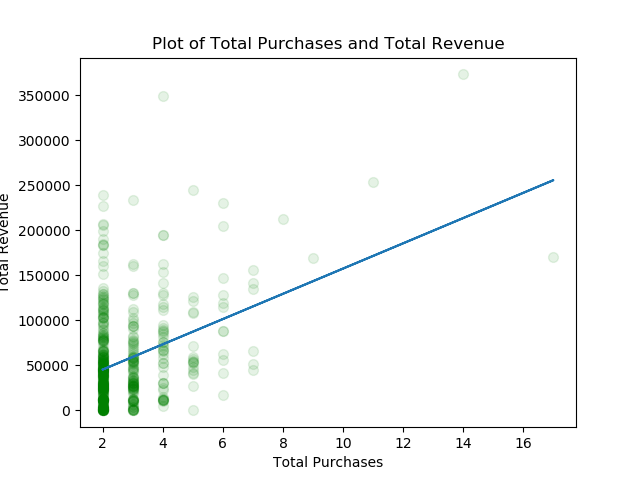 Plot of Total Purchases and Total Revenue
Total Revenue
350000
300000
250000
200000
150000
100000
50000
0
2 4 6 8 10 12 14 16
Total Purchases